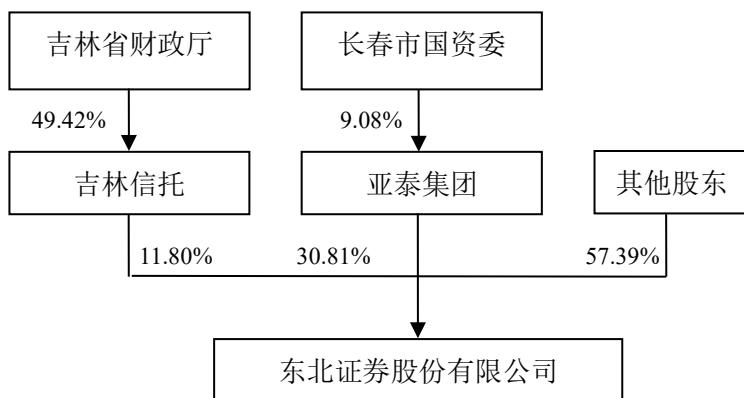 吉林省财政厅
长春市国资委
49.42%
9.08%
吉林信托
亚泰集团
其他股东
11.80%
30.81%
57.39%
东北证券股份有限公司